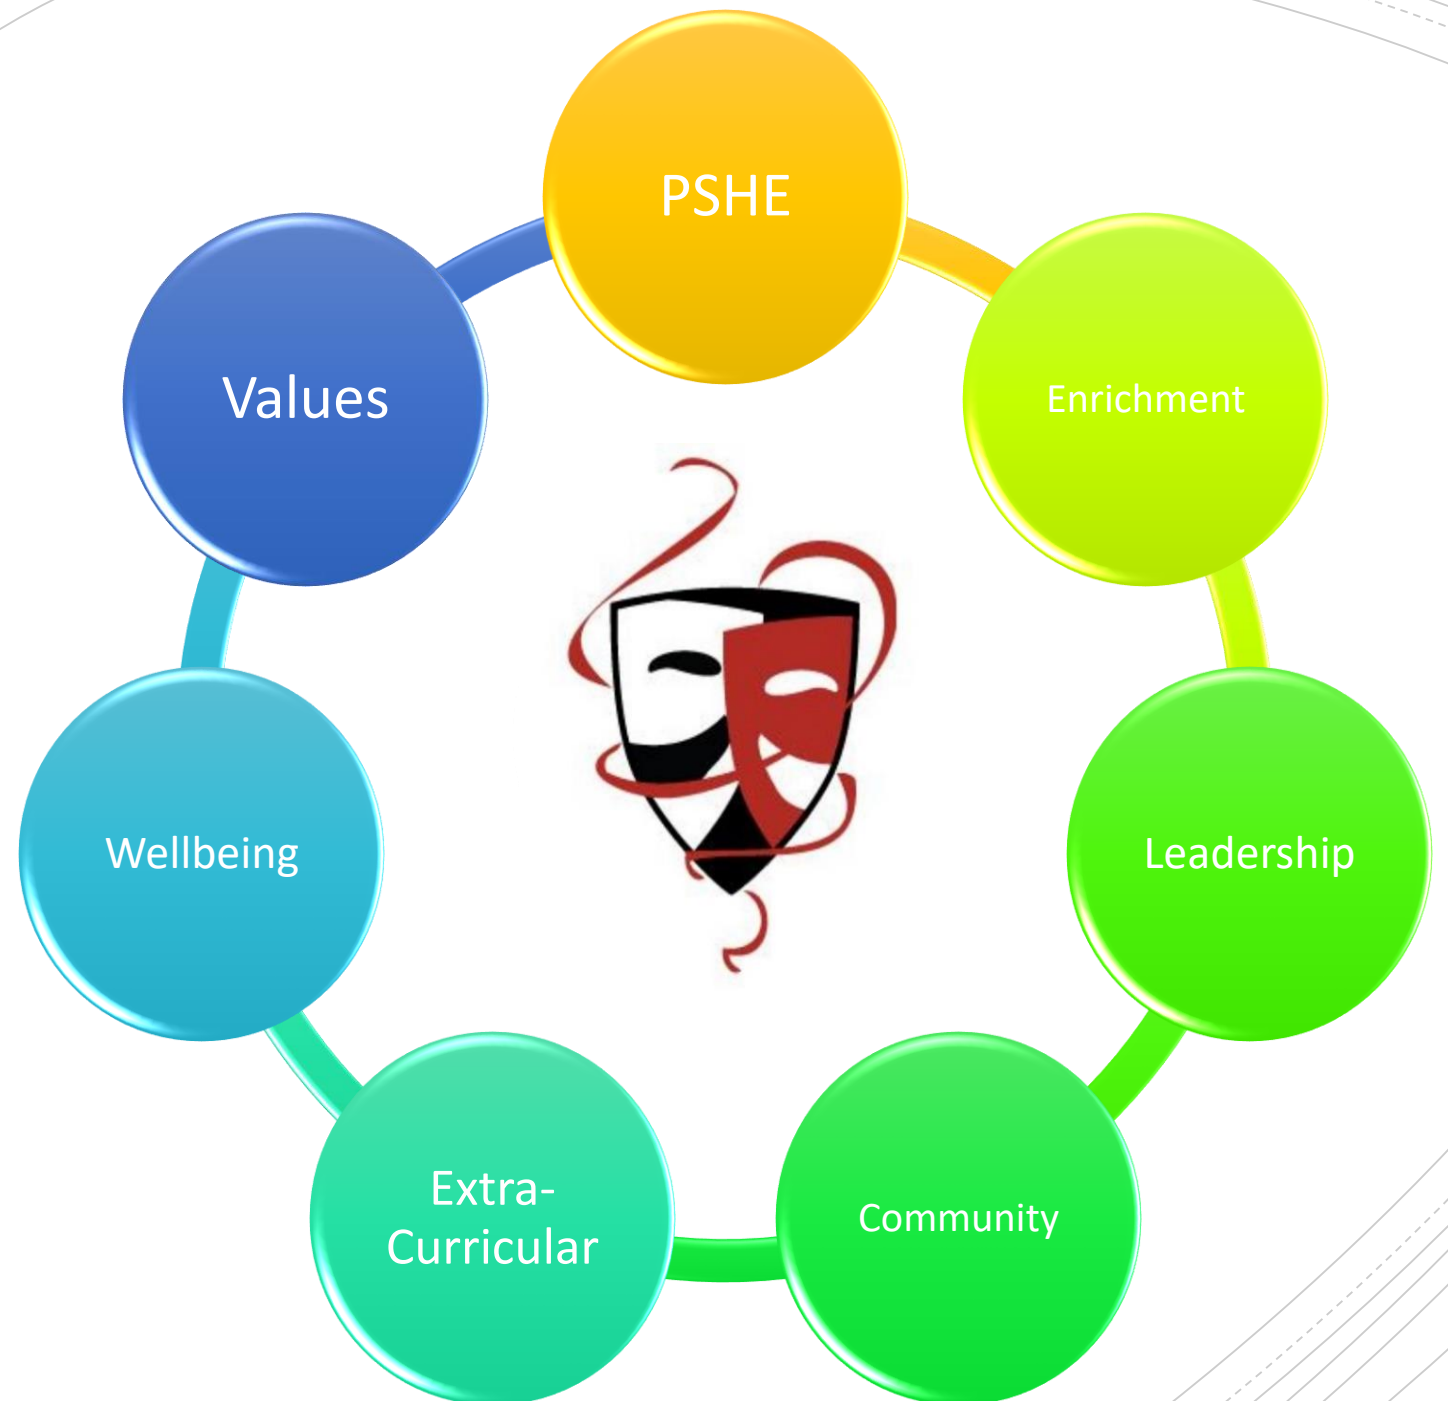 PSHE
Enrichment
Leadership
Community
Extra-
Curricular
Wellbeing
Values